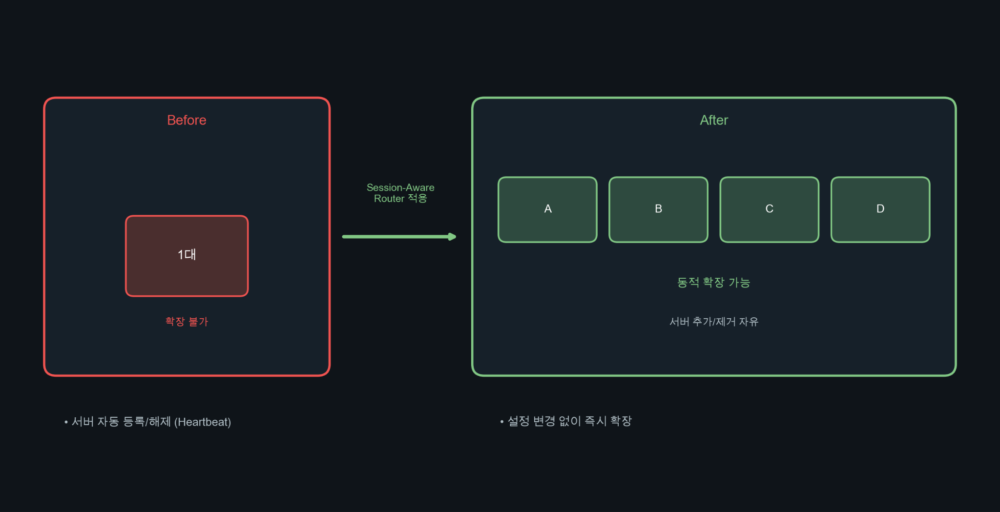 Before
1대
확장 불가
Session-Aware
Router 적용
After
A
B
C
D
동적 확장 가능
서버 추가/제거 자유
• 서버 자동 등록/해제 (Heartbeat)
• 설정 변경 없이 즉시 확장